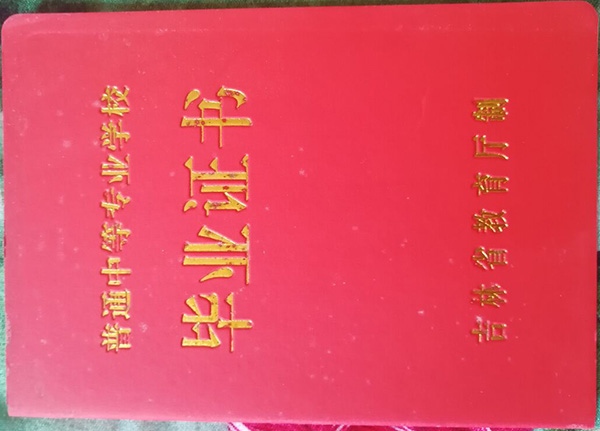 普通中等专业学校
毕业证书
吉林省教育厅制